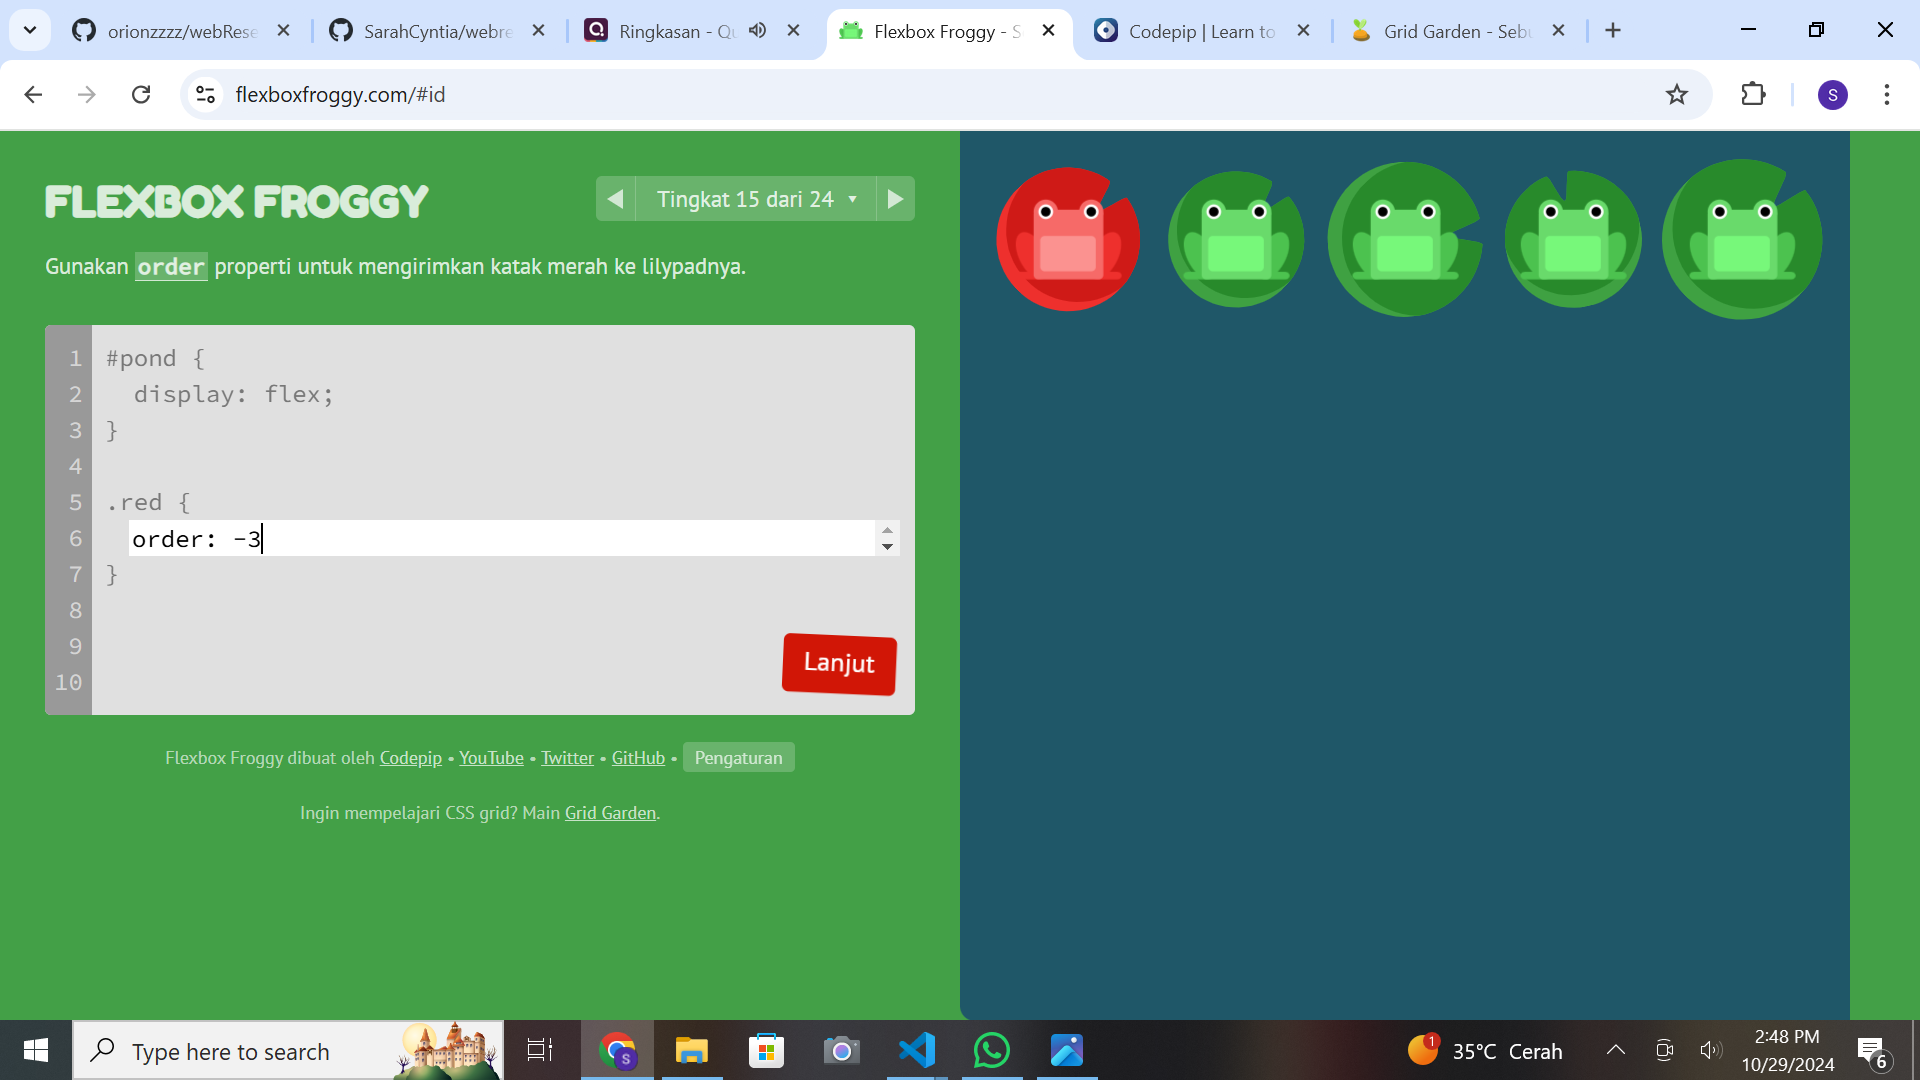 orionzzzz/webRese
SarahCyntia/webre
Ringkasan - Qu
Flexbox Froggy - S
Codepip | Learn to
Grid Garden - Sebu
flexboxfroggy.com/#id
S
FLEXBOX FROGGY
Tingkat 15 dari 24
Gunakan order properti untuk mengirimkan katak merah ke lilypadnya.
1 #pond {
2 display: flex;
3 }
4
5 .red {
6 order: -3
7 }
8
9
10
Lanjut
Flexbox Froggy dibuat oleh Codepip • YouTube • Twitter • GitHub • Pengaturan
Ingin mempelajari CSS grid? Main Grid Garden.
Type here to search
S
1
35°C Cerah
2:48 PM
10/29/2024
6